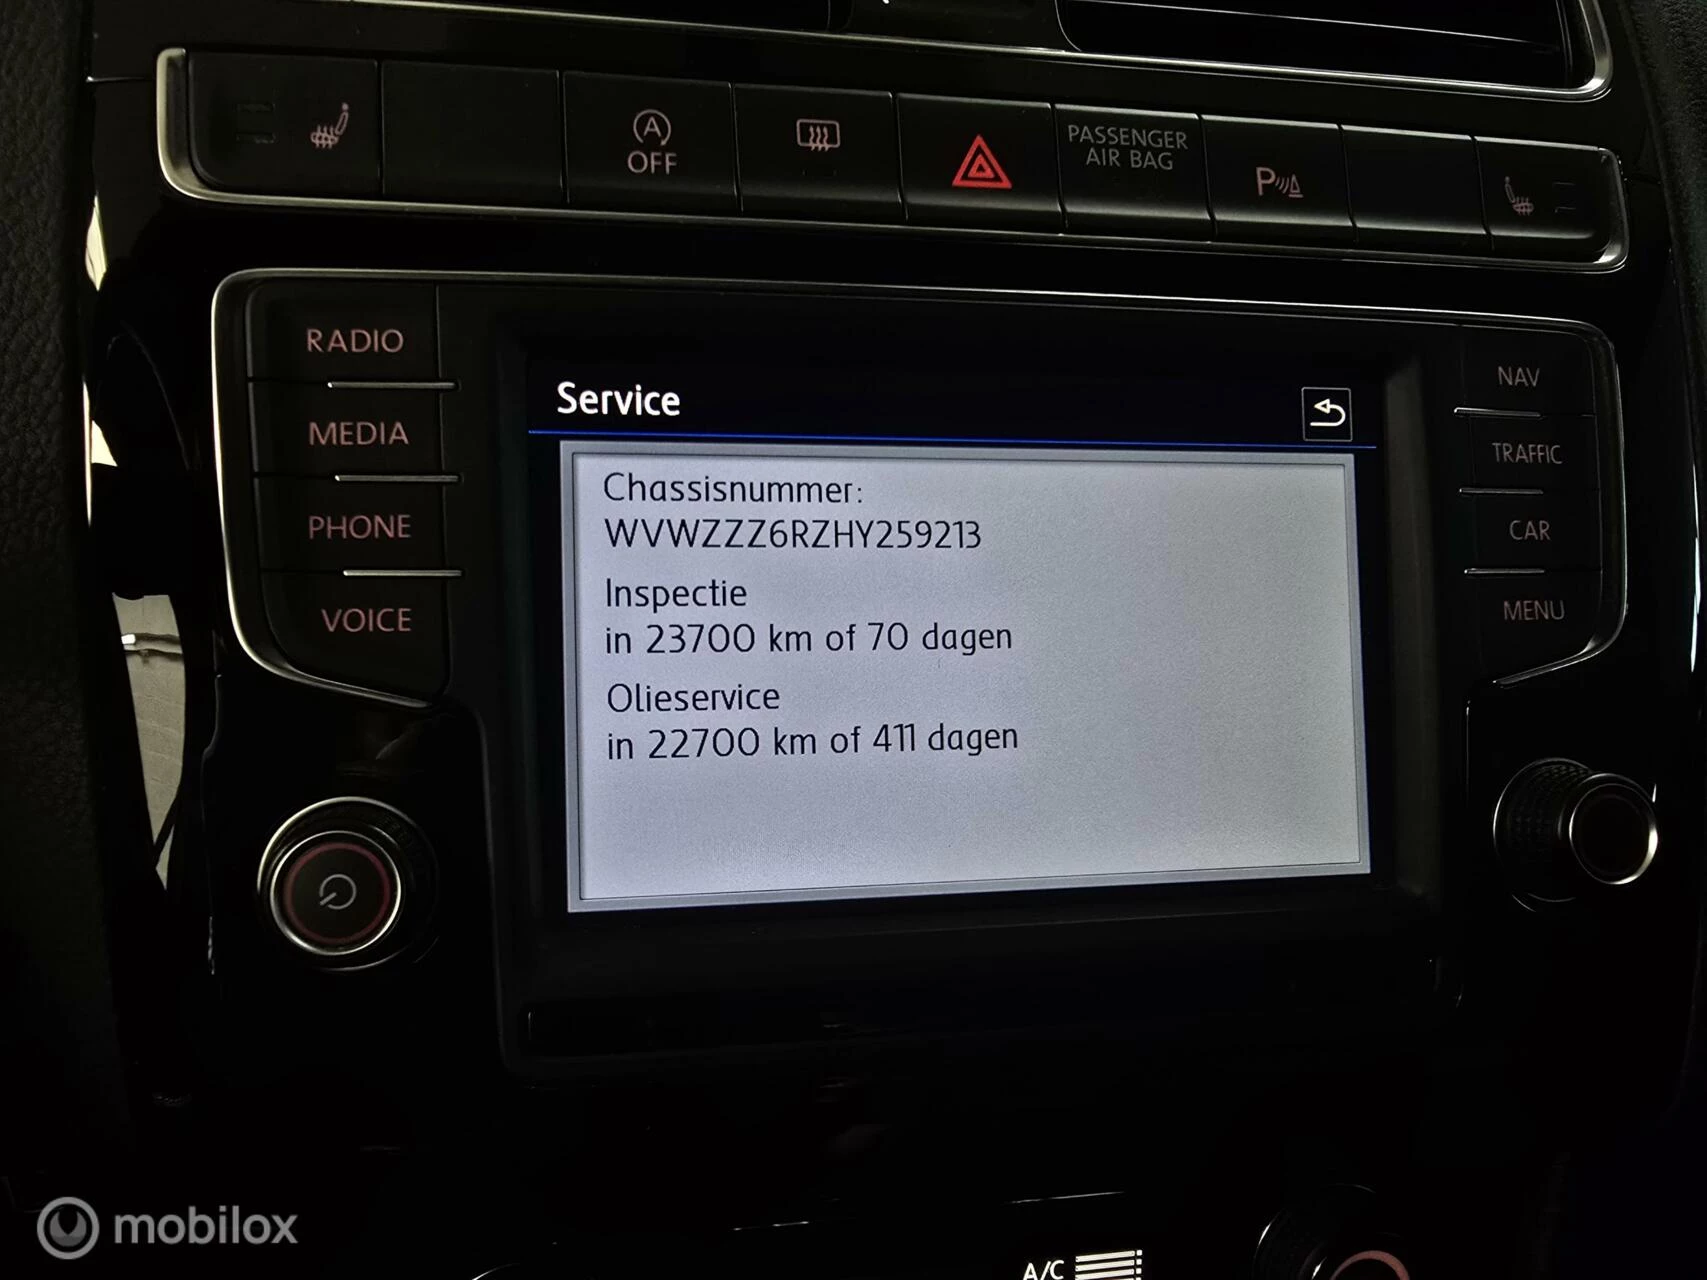 A
OFF
PASSENGER
AIR BAG
P
RADIO
MEDIA
PHONE
VOICE
Service
Chassisnummer:
WVWZZZ6RZHY259213
Inspectie
in 23700 km of 70 dagen
Olieservice
in 22700 km of 411 dagen
NAV
TRAFFIC
CAR
MENU
A/C
mobilox